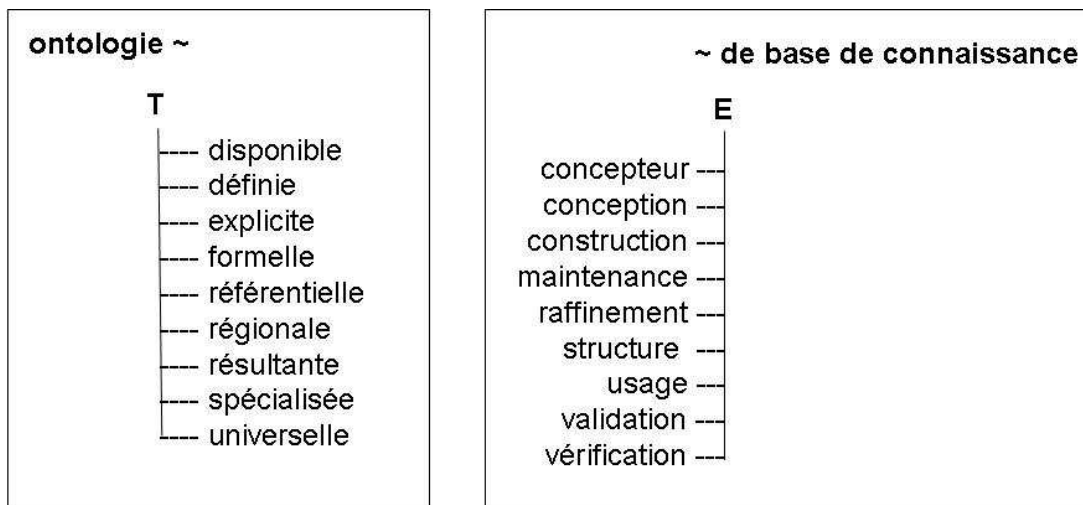 ontologie ~
T
---- disponible
---- définie
---- explicite
---- formelle
---- référentielle
---- régionale
---- résultante
---- spécialisée
---- universelle
~ de base de connaissance
E
concepteur ---
conception ---
construction ---
maintenance ---
raffinement ---
structure ---
usage ---
validation ---
vérification ---